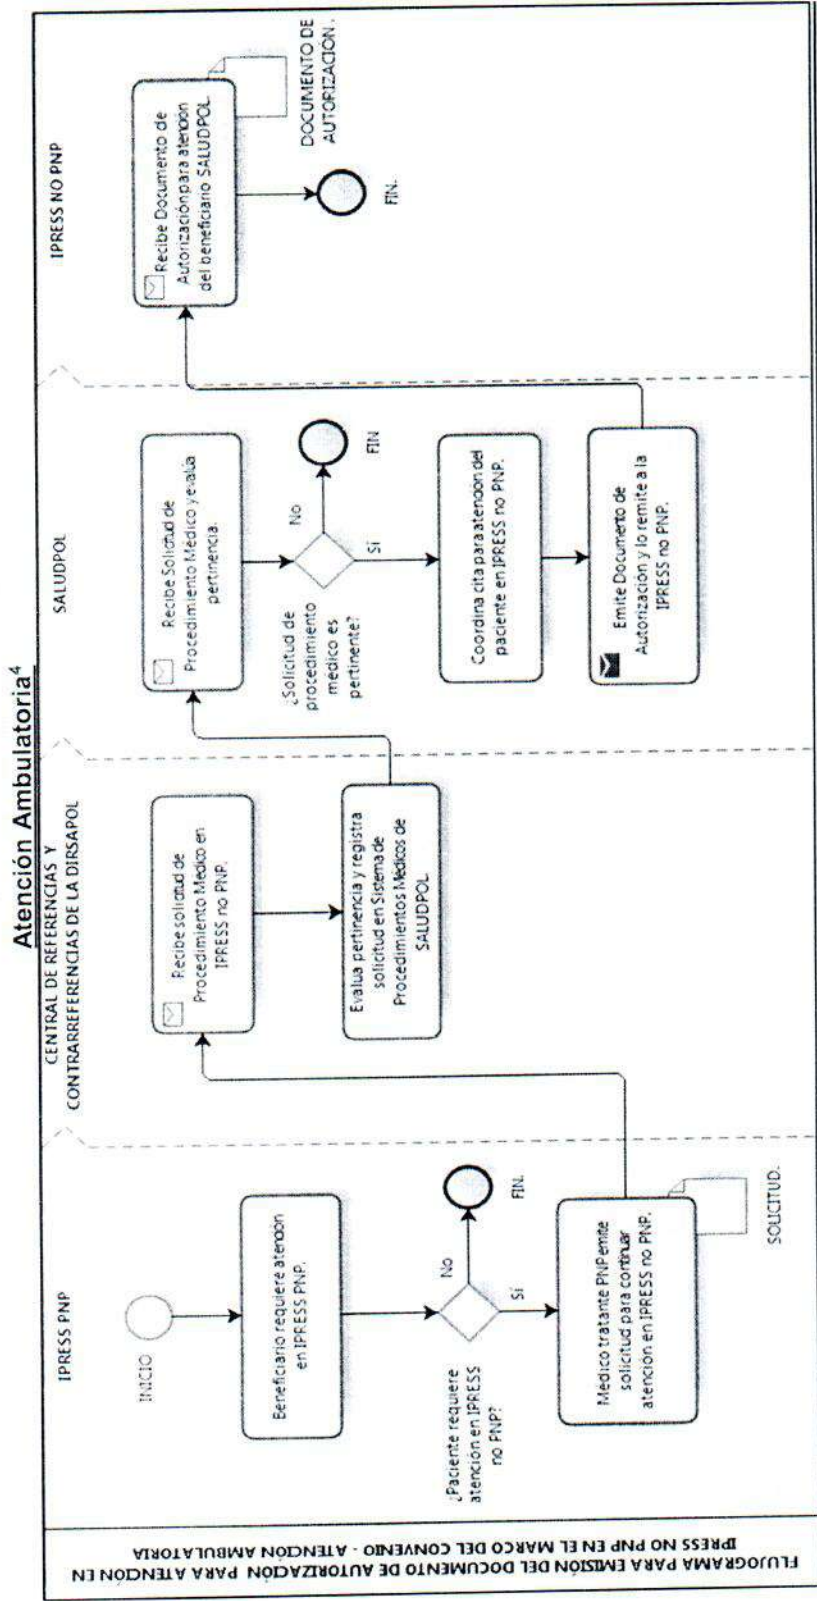 Atención Ambulatoria⁴
FLUJOGRAMA PARA EMISIÓN DEL DOCUMENTO DE AUTORIZACIÓN PARA ATENCIÓN EN
IPRESS NO PNP EN EL MARCO DEL CONVENIO - ATENCIÓN AMBULATORIA
IPRESS PNP
INICIO
Beneficiario requiere atención
en IPRESS PNP.
¿Paciente requiere
atención en IPRESS
no PNP?
No
FIN.
Sí
Medico tratante PNP emite
solicitud para continuar
atención en IPRESS no PNP.
SOLICITUD.
CENTRAL DE REFERENCIAS Y
CONTRARREFERENCIAS DE LA DIRSAPOL
Recibe solicitud de
Procedimiento Medico en
IPRESS no PNP.
Evalua pertinencia y registra
solicitud en Sistema de
Procedimientos Médicos de
SALUDPOL.
SALUDPOL
Recibe Solicitud de
Procedimiento Médico y evalúa
pertinencia.
¿Solicitud de
procedimiento
médico es
pertinente?
No
FIN
Sí
Coordina cita para atención del
paciente en IPRESS no PNP.
Emite Documento de
Autorización y lo remite a la
IPRESS no PNP.
IPRESS NO PNP
Recibe Documento de
Autorización para atención
del beneficiario SALUDPOL.
DOCUMENTO DE
AUTORIZACIÓN.
FIN.